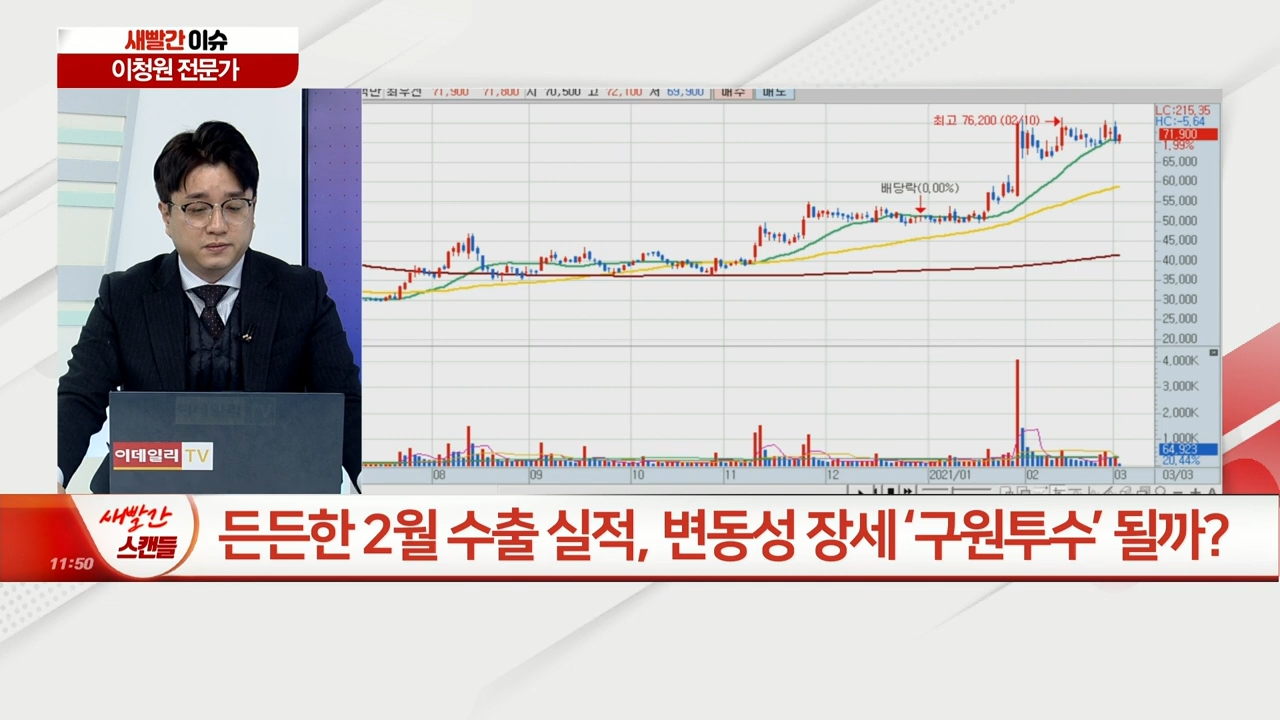 새빨간 이슈
이청원 전문가
최우선 71,900 71,800 시 70,500 고 72,100 저 69,900 매수 매도
최고 76,200 (02/10)
LC:215.35
HC:-5.64
71,900
1.99%
65,000
60,000
배당락(0.00%)
55,000
50,000
45,000
40,000
35,000
30,000
25,000
20,000
4,000K
3,000K
2,000K
1,000K
64,923
20.44%
08 09 10 11 12 2021/01 02 03 03/03
이데일리 TV
이데일리TV
새빨간
스캔들
11:50
든든한 2월 수출 실적, 변동성 장세 ‘구원투수’ 될까?